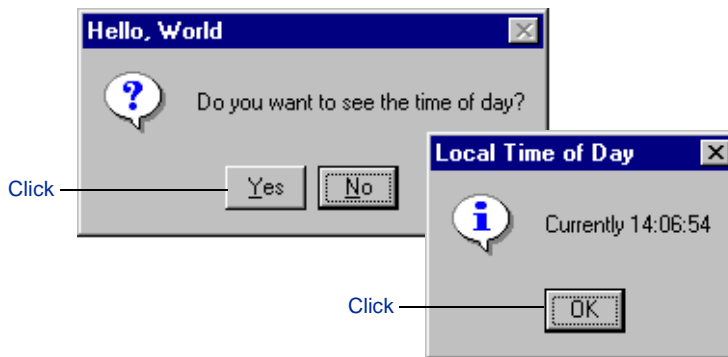 Hello, World
Do you want to see the time of day?
Yes No
Click
Local Time of Day
Currently 14:06:54
OK
Click